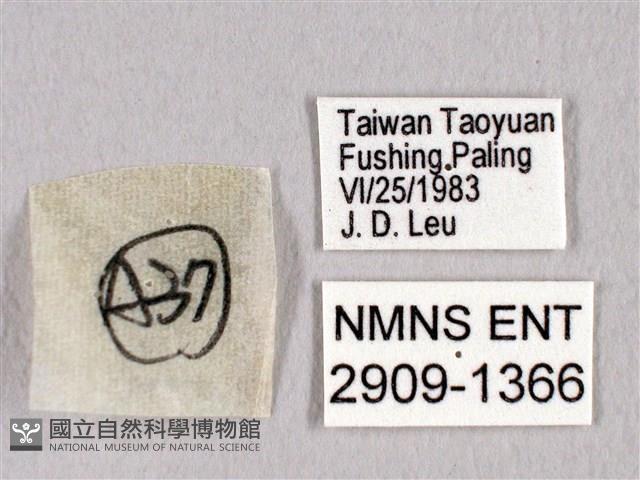 Taiwan Taoyuan
Fushing.Paling
VI/25/1983
J. D. Leu
A37
NMNS ENT
2909-1366
國立自然科學博物館
NATIONAL MUSEUM OF NATURAL SCIENCE